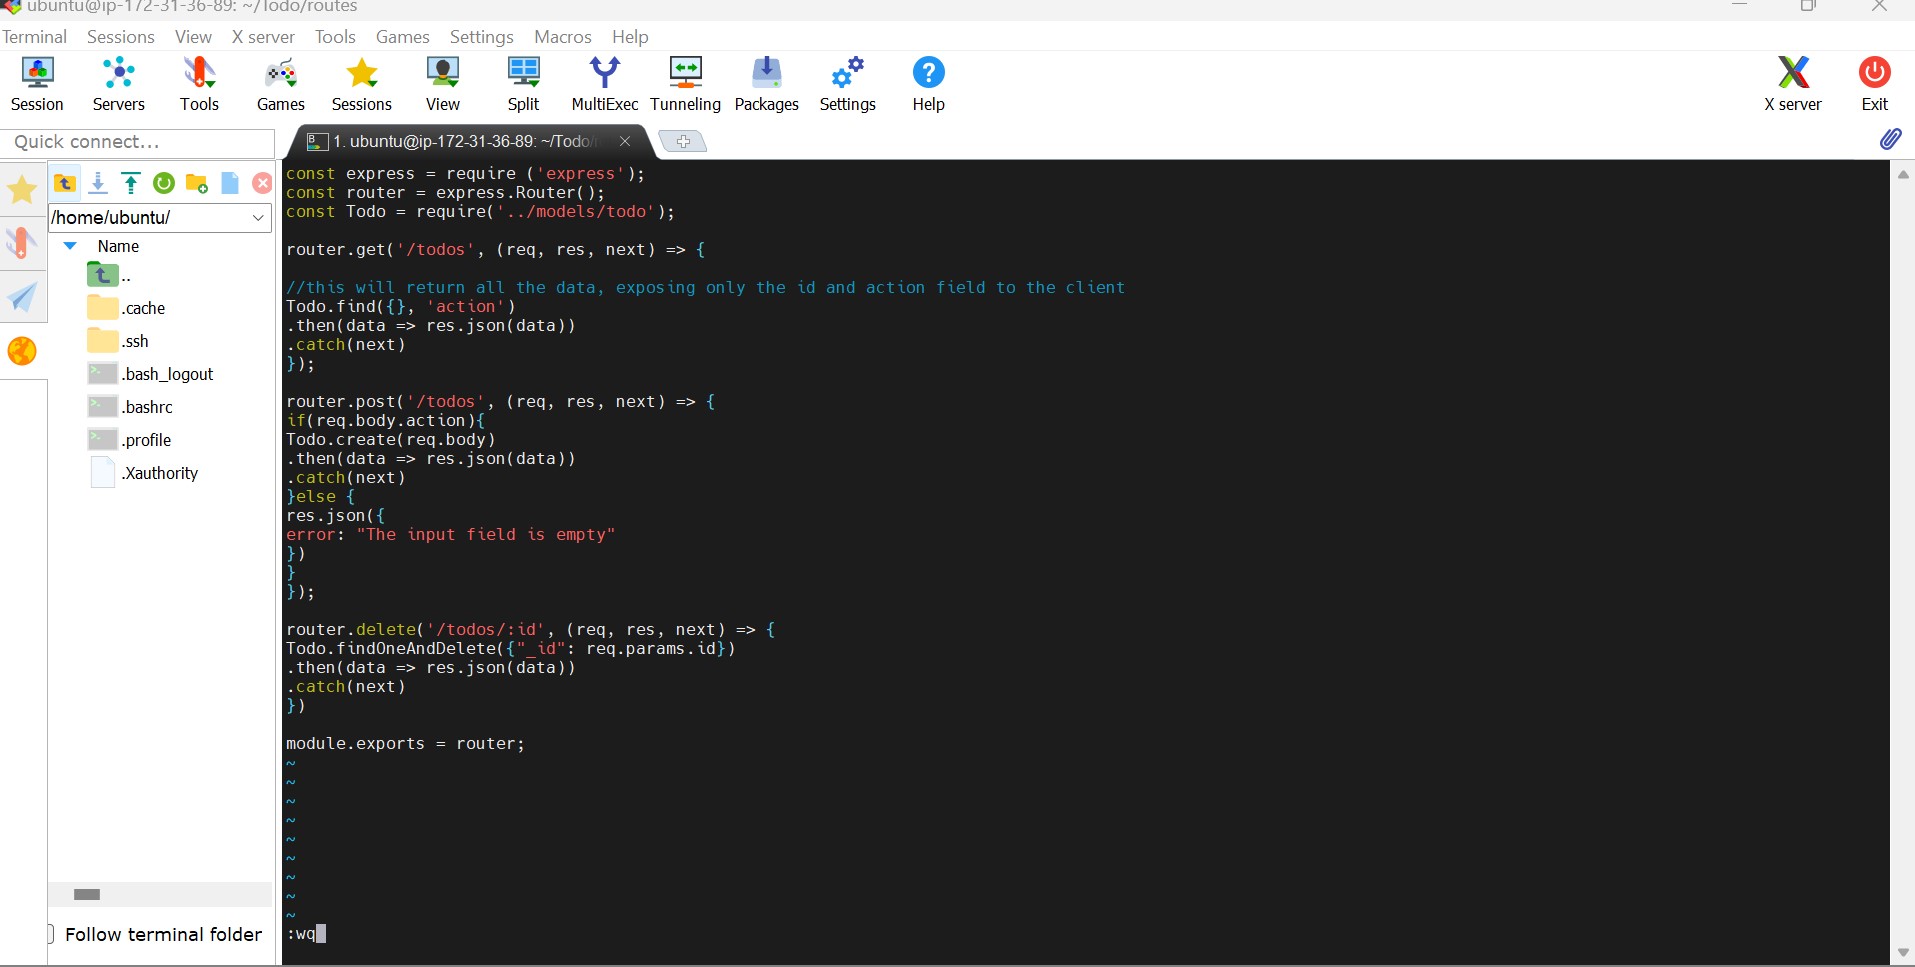 ubuntu@ip-172-31-36-89: ~/Todo/routes
Terminal Sessions View X server Tools Games Settings Macros Help
Session Servers Tools Games Sessions View Split MultiExec Tunneling Packages Settings Help X server Exit
Quick connect...
1. ubuntu@ip-172-31-36-89: ~/Todo/
/home/ubuntu/
Name
..
.cache
.ssh
.bash_logout
.bashrc
.profile
.Xauthority
Follow terminal folder
const express = require ('express');
const router = express.Router();
const Todo = require('../models/todo');
router.get('/todos', (req, res, next) => {
//this will return all the data, exposing only the id and action field to the client
Todo.find({}, 'action')
.then(data => res.json(data))
.catch(next)
});
router.post('/todos', (req, res, next) => {
if(req.body.action){
Todo.create(req.body)
.then(data => res.json(data))
.catch(next)
}else {
res.json({
error: "The input field is empty"
})
}
});
router.delete('/todos/:id', (req, res, next) => {
Todo.findOneAndDelete({"_id": req.params.id})
.then(data => res.json(data))
.catch(next)
})
module.exports = router;
~
~
~
~
~
~
~
~
~
:wq